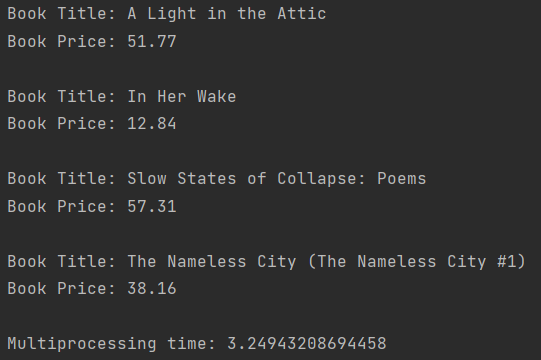 Book Title: A Light in the Attic
Book Price: 51.77
Book Title: In Her Wake
Book Price: 12.84
Book Title: Slow States of Collapse: Poems
Book Price: 57.31
Book Title: The Nameless City (The Nameless City #1)
Book Price: 38.16
Multiprocessing time: 3.24943208694458